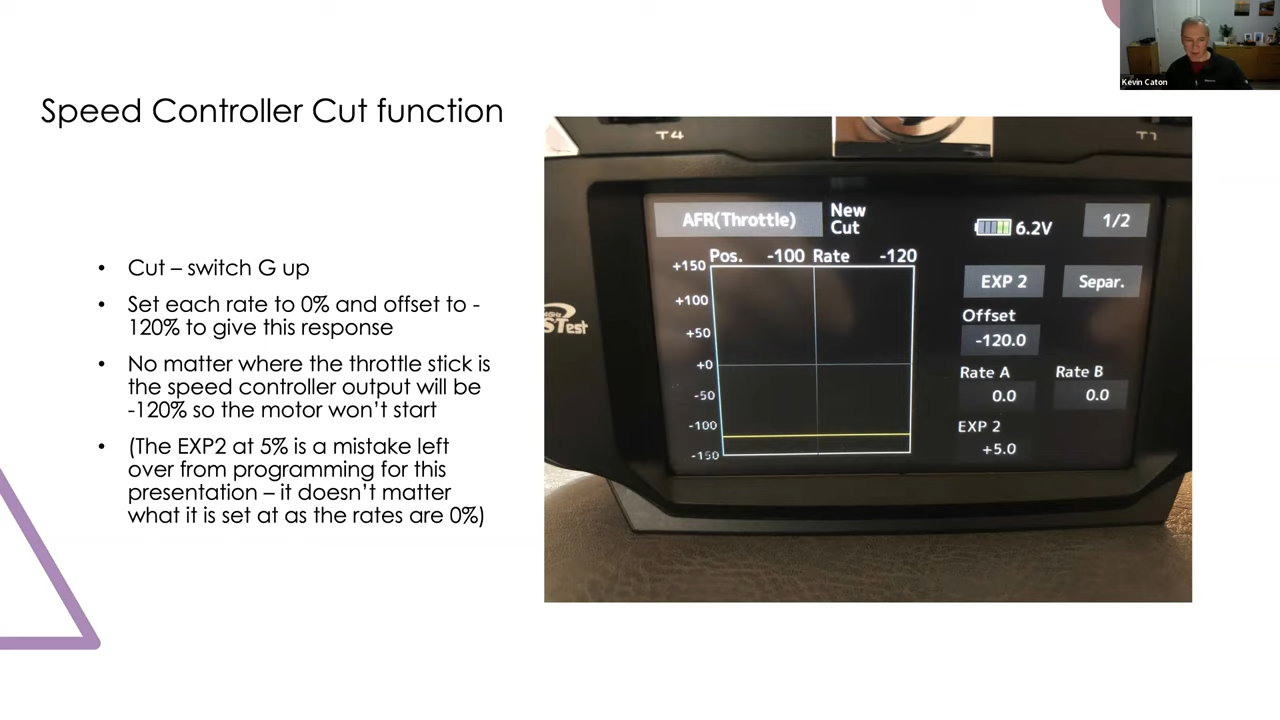 Kevin Caton
Speed Controller Cut function
• Cut – switch G up
• Set each rate to 0% and offset to -
120% to give this response
• No matter where the throttle stick is
the speed controller output will be
-120% so the motor won’t start
• (The EXP2 at 5% is a mistake left
over from programming for this
presentation – it doesn’t matter
what it is set at as the rates are 0%)
T4
T1
AFR(Throttle)
New
Cut
6.2V
1/2
Pos. -100 Rate -120
+150
+100
+50
+0
-50
-100
-150
EXP 2
Separ.
Offset
-120.0
Rate A
Rate B
0.0
0.0
EXP 2
+5.0